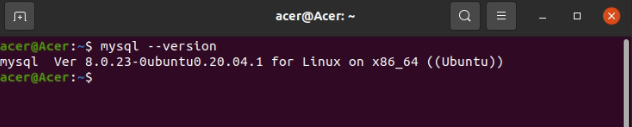 acer@Acer: ~
acer@Acer:~$ mysql --version
mysql  Ver 8.0.23-0ubuntu0.20.04.1 for Linux on x86_64 ((Ubuntu))
acer@Acer:~$